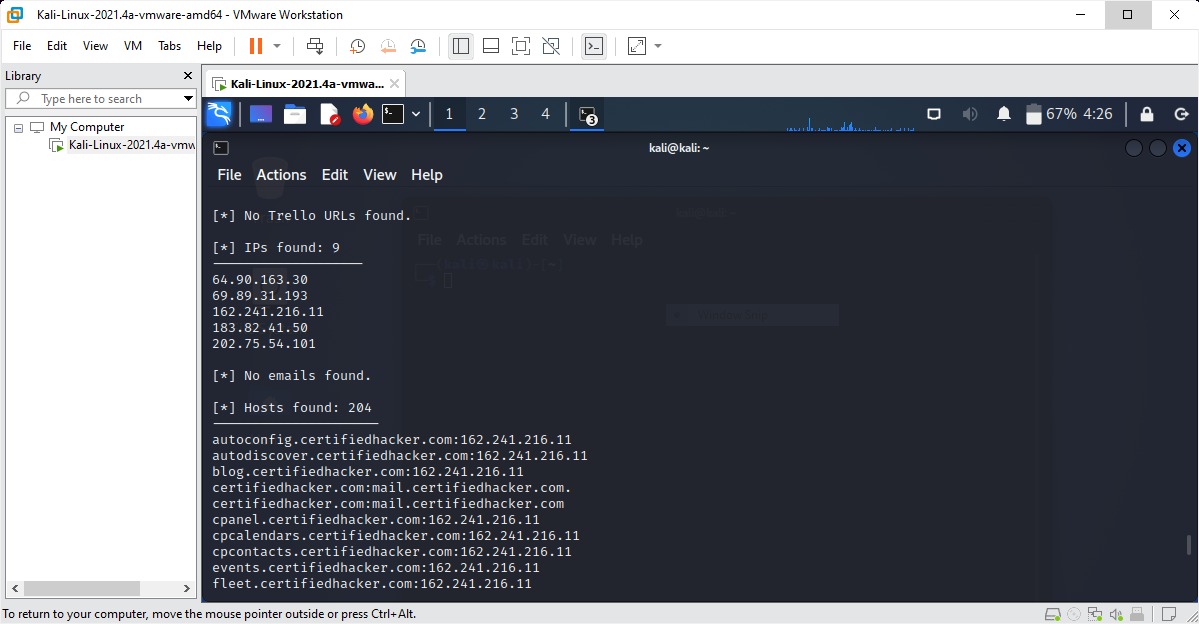 Kali-Linux-2021.4a-vmware-amd64 - VMware Workstation
File Edit View VM Tabs Help
Library
Type here to search
My Computer
Kali-Linux-2021.4a-vmw
Kali-Linux-2021.4a-vmwa...
1 2 3 4 3 67% 4:26
kali@kali: ~
File Actions Edit View Help
[*] No Trello URLs found.
kali@kali:~
[*] IPs found: 9
File Actions Edit View Help
64.90.163.30
69.89.31.193
162.241.216.11
183.82.41.50
202.75.54.101
[*] No emails found.
[*] Hosts found: 204
autoconfig.certifiedhacker.com:162.241.216.11
autodiscover.certifiedhacker.com:162.241.216.11
blog.certifiedhacker.com:162.241.216.11
certifiedhacker.com:mail.certifiedhacker.com.
certifiedhacker.com:mail.certifiedhacker.com
cpanel.certifiedhacker.com:162.241.216.11
cpcalendars.certifiedhacker.com:162.241.216.11
cpcontacts.certifiedhacker.com:162.241.216.11
events.certifiedhacker.com:162.241.216.11
fleet.certifiedhacker.com:162.241.216.11
To return to your computer, move the mouse pointer outside or press Ctrl+Alt.